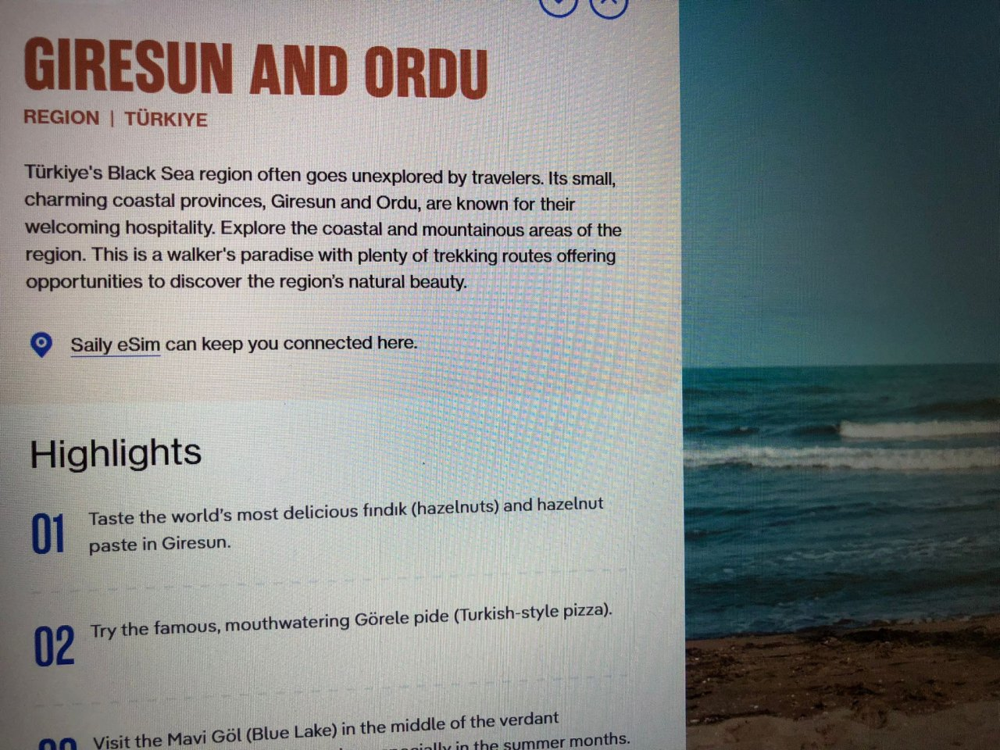 GIRESUN AND ORDU
REGION | TÜRKIYE
Türkiye's Black Sea region often goes unexplored by travelers. Its small,
charming coastal provinces, Giresun and Ordu, are known for their
welcoming hospitality. Explore the coastal and mountainous areas of the
region. This is a walker's paradise with plenty of trekking routes offering
opportunities to discover the region’s natural beauty.
Saily eSim can keep you connected here.
Highlights
01
Taste the world’s most delicious fındık (hazelnuts) and hazelnut
paste in Giresun.
02
Try the famous, mouthwatering Görele pide (Turkish-style pizza).
Visit the Mavi Göl (Blue Lake) in the middle of the verdant
in the summer months.